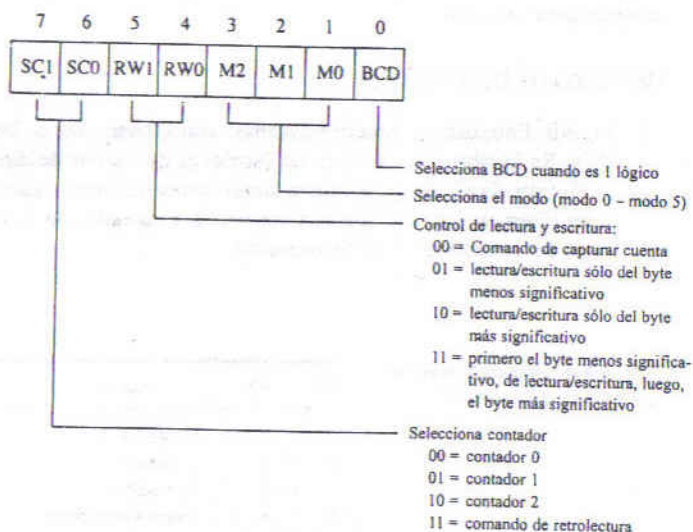 7 6 5 4 3 2 1 0
SC1 SC0 RW1 RW0 M2 M1 M0 BCD
Selecciona BCD cuando es 1 lógico
Selecciona el modo (modo 0 – modo 5)
Control de lectura y escritura:
00 = Comando de capturar cuenta
01 = lectura/escritura sólo del byte
menos significativo
10 = lectura/escritura sólo del byte
más significativo
11 = primero el byte menos significa-
tivo, de lectura/escritura, luego,
el byte más significativo
Selecciona contador
00 = contador 0
01 = contador 1
10 = contador 2
11 = comando de retrolectura